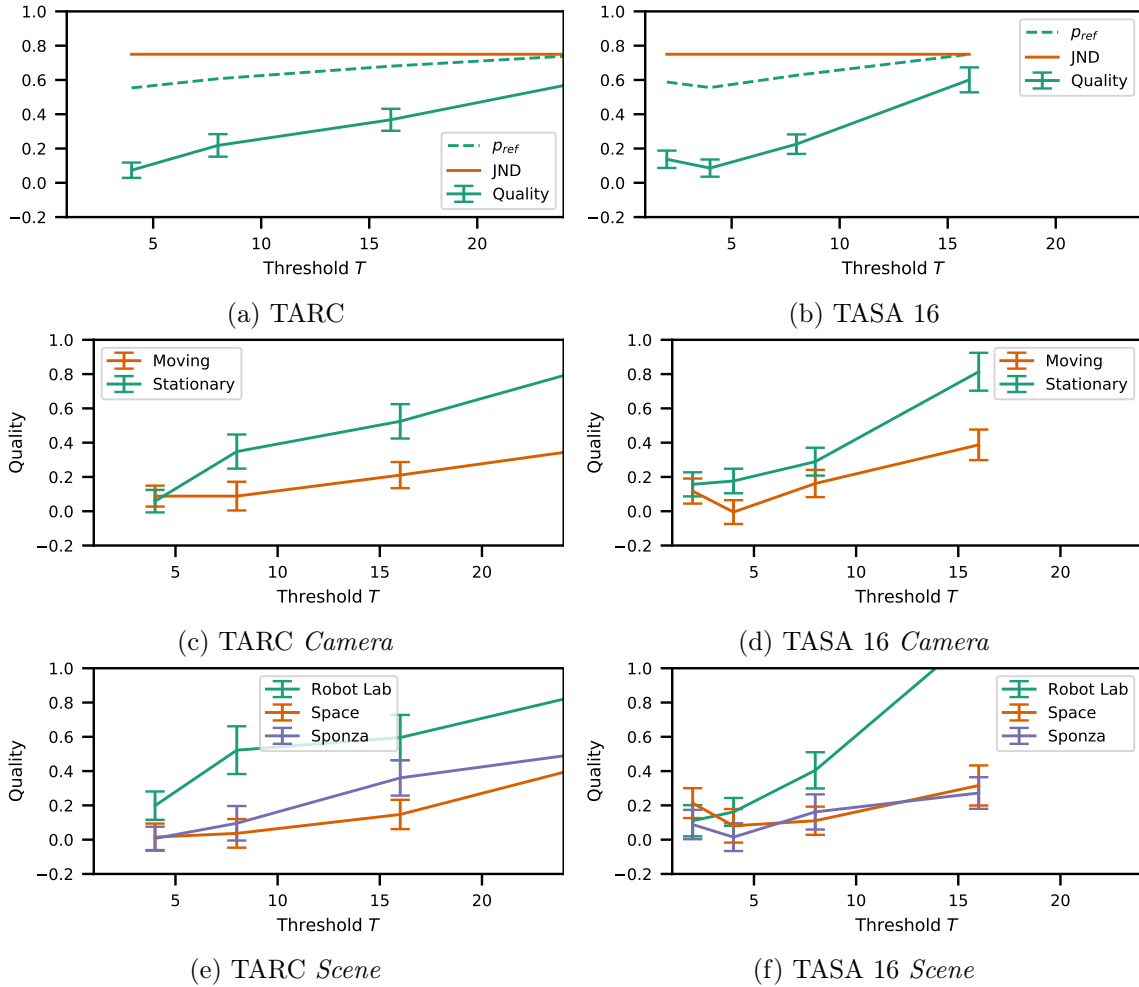 1.0
0.8
0.6
0.4
0.2
0.0
−0.2
5
10
15
20
Threshold T
p_ref
JND
Quality
(a) TARC
1.0
0.8
0.6
0.4
0.2
0.0
−0.2
5
10
15
20
Threshold T
p_ref
JND
Quality
(b) TASA 16
1.0
0.8
0.6
0.4
0.2
0.0
−0.2
Quality
5
10
15
20
Threshold T
Moving
Stationary
(c) TARC Camera
1.0
0.8
0.6
0.4
0.2
0.0
−0.2
Quality
5
10
15
20
Threshold T
Moving
Stationary
(d) TASA 16 Camera
1.0
0.8
0.6
0.4
0.2
0.0
−0.2
Quality
5
10
15
20
Threshold T
Robot Lab
Space
Sponza
(e) TARC Scene
1.0
0.8
0.6
0.4
0.2
0.0
−0.2
Quality
5
10
15
20
Threshold T
Robot Lab
Space
Sponza
(f) TASA 16 Scene